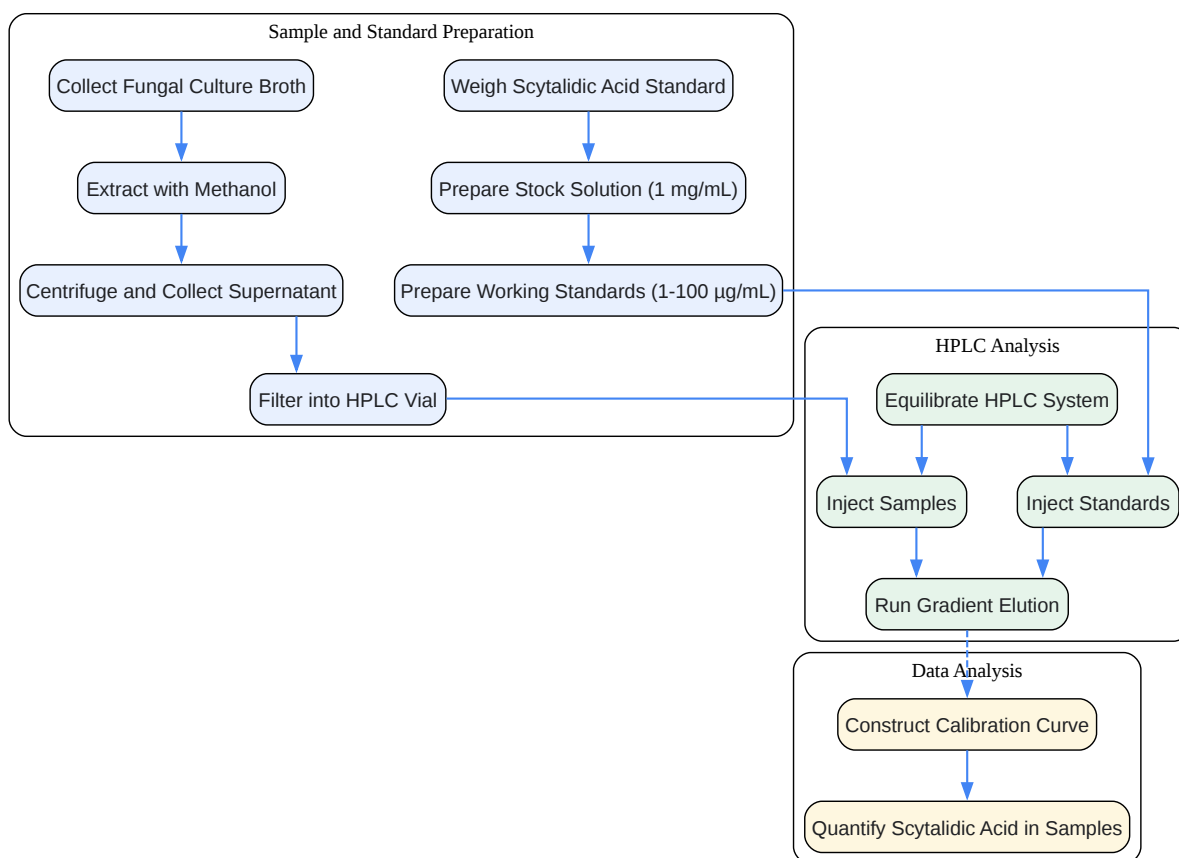 Sample and Standard Preparation
Collect Fungal Culture Broth
Weigh Scytalidic Acid Standard
Extract with Methanol
Prepare Stock Solution (1 mg/mL)
Centrifuge and Collect Supernatant
Prepare Working Standards (1-100 µg/mL)
Filter into HPLC Vial
HPLC Analysis
Equilibrate HPLC System
Inject Samples
Inject Standards
Run Gradient Elution
Data Analysis
Construct Calibration Curve
Quantify Scytalidic Acid in Samples